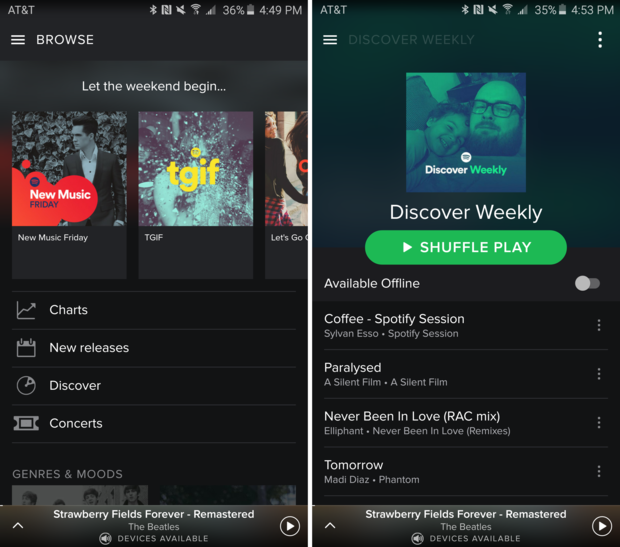 AT&T 36% 4:49 PM
BROWSE
Let the weekend begin...
New Music
FRIDAY
tgif
New Music Friday
TGIF
Let's Go
Charts
New releases
Discover
Concerts
GENRES & MOODS
Strawberry Fields Forever - Remastered
The Beatles
DEVICES AVAILABLE
AT&T 35% 4:53 PM
DISCOVER WEEKLY
Discover Weekly
Discover Weekly
SHUFFLE PLAY
Available Offline
Coffee - Spotify Session
Sylvan Esso • Spotify Session
Paralysed
A Silent Film • A Silent Film
Never Been In Love (RAC mix)
Elliphant • Never Been In Love (Remixes)
Tomorrow
Madi Diaz • Phantom
Strawberry Fields Forever - Remastered
The Beatles
DEVICES AVAILABLE